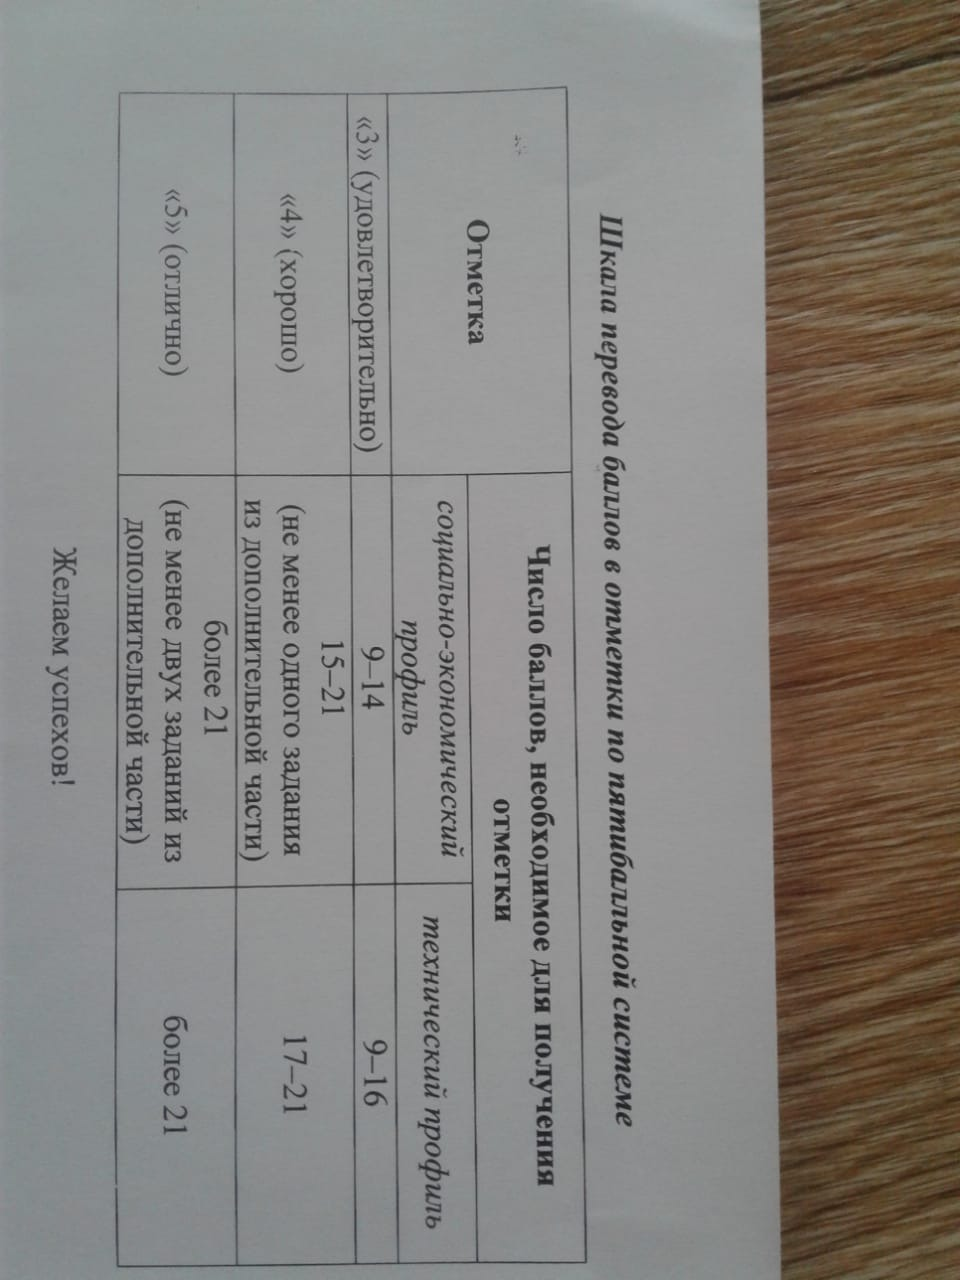 Шкала перевода баллов в отметки по пятибалльной системе
Отметка
Число баллов, необходимое для получения
отметки
социально-экономический
профиль
технический профиль
«3» (удовлетворительно)
9–14
9–16
«4» (хорошо)
15–21
(не менее одного задания
из дополнительной части)
17–21
«5» (отлично)
более 21
(не менее двух заданий из
дополнительной части)
более 21
Желаем успехов!